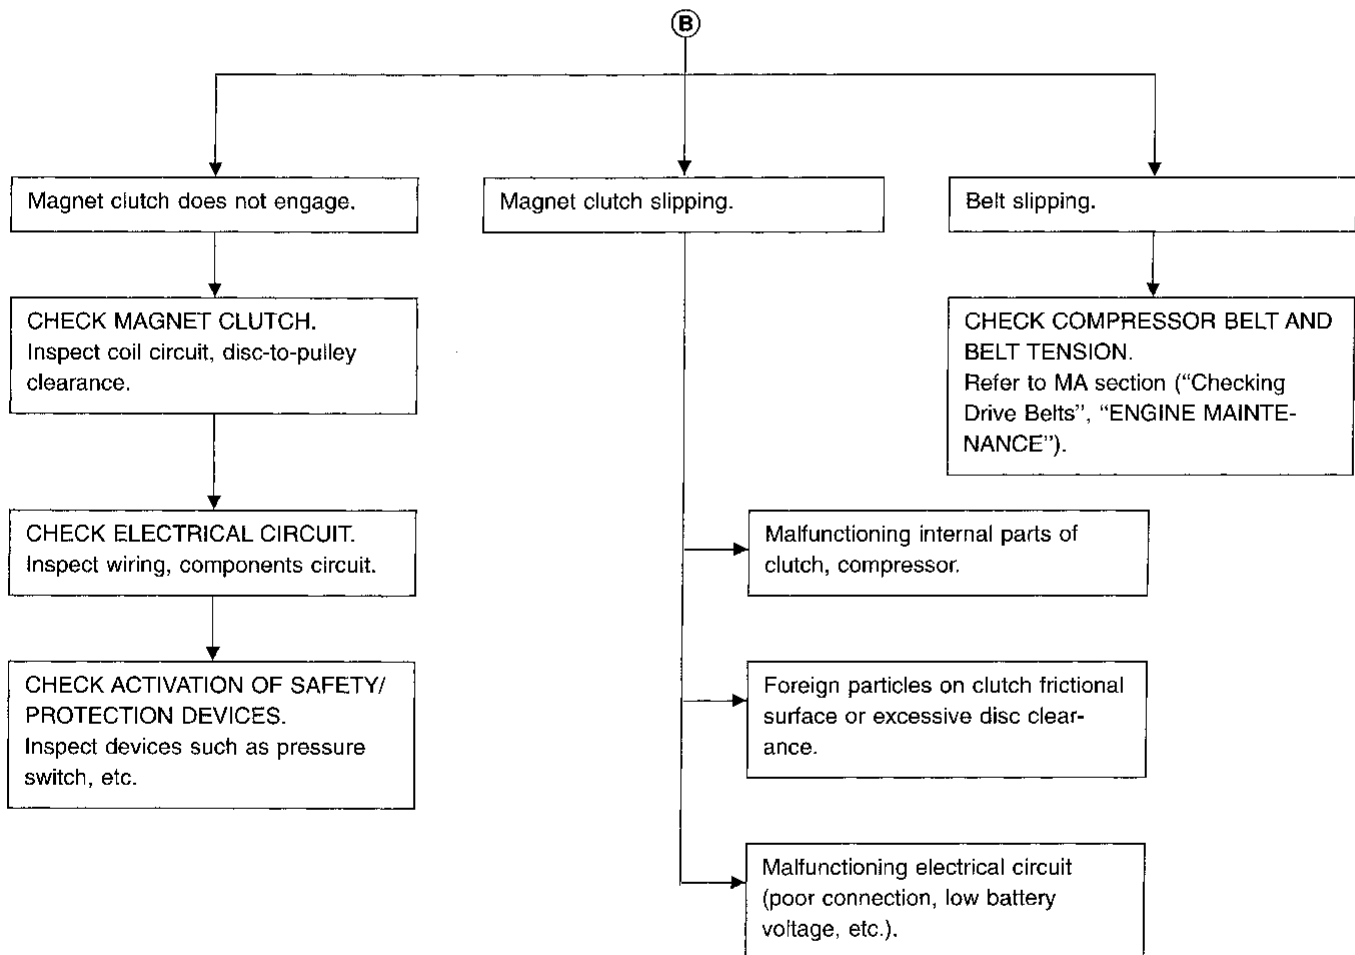 B
Magnet clutch does not engage.
Magnet clutch slipping.
Belt slipping.
CHECK MAGNET CLUTCH.
Inspect coil circuit, disc-to-pulley
clearance.
CHECK COMPRESSOR BELT AND
BELT TENSION.
Refer to MA section (“Checking
Drive Belts”, “ENGINE MAINTE-
NANCE”).
CHECK ELECTRICAL CIRCUIT.
Inspect wiring, components circuit.
Malfunctioning internal parts of
clutch, compressor.
CHECK ACTIVATION OF SAFETY/
PROTECTION DEVICES.
Inspect devices such as pressure
switch, etc.
Foreign particles on clutch frictional
surface or excessive disc clear-
ance.
Malfunctioning electrical circuit
(poor connection, low battery
voltage, etc.).